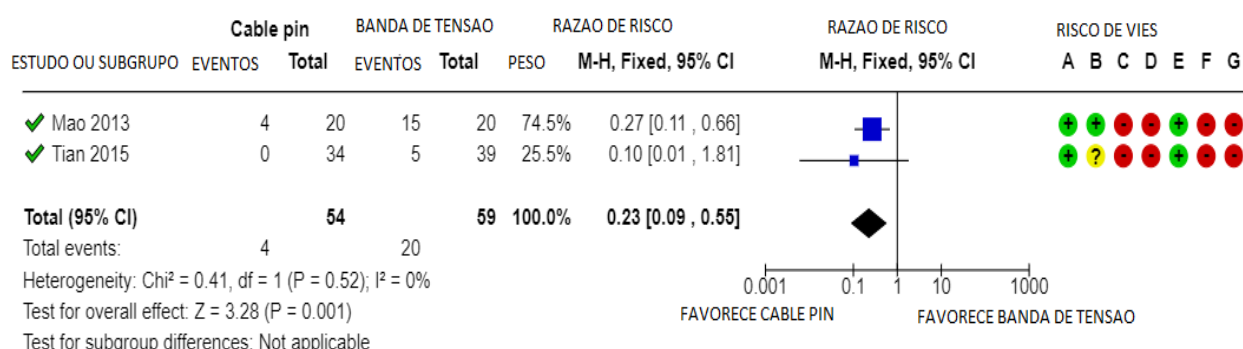 Cable pin BANDA DE TENSAO RAZAO DE RISCO RAZAO DE RISCO RISCO DE VIES
ESTUDO OU SUBGRUPO EVENTOS Total EVENTOS Total PESO M-H, Fixed, 95% CI M-H, Fixed, 95% CI A B C D E F G
Mao 2013 4 20 15 20 74.5% 0.27 [0.11 , 0.66] + + - - + - -
Tian 2015 0 34 5 39 25.5% 0.10 [0.01 , 1.81] + ? - - + - -
Total (95% CI) 54 59 100.0% 0.23 [0.09 , 0.55]
Total events: 4 20
Heterogeneity: Chi² = 0.41, df = 1 (P = 0.52); I² = 0%
0.001 0.1 1 10 1000
Test for overall effect: Z = 3.28 (P = 0.001)
FAVORECE CABLE PIN FAVORECE BANDA DE TENSAO
Test for subgroup differences: Not applicable